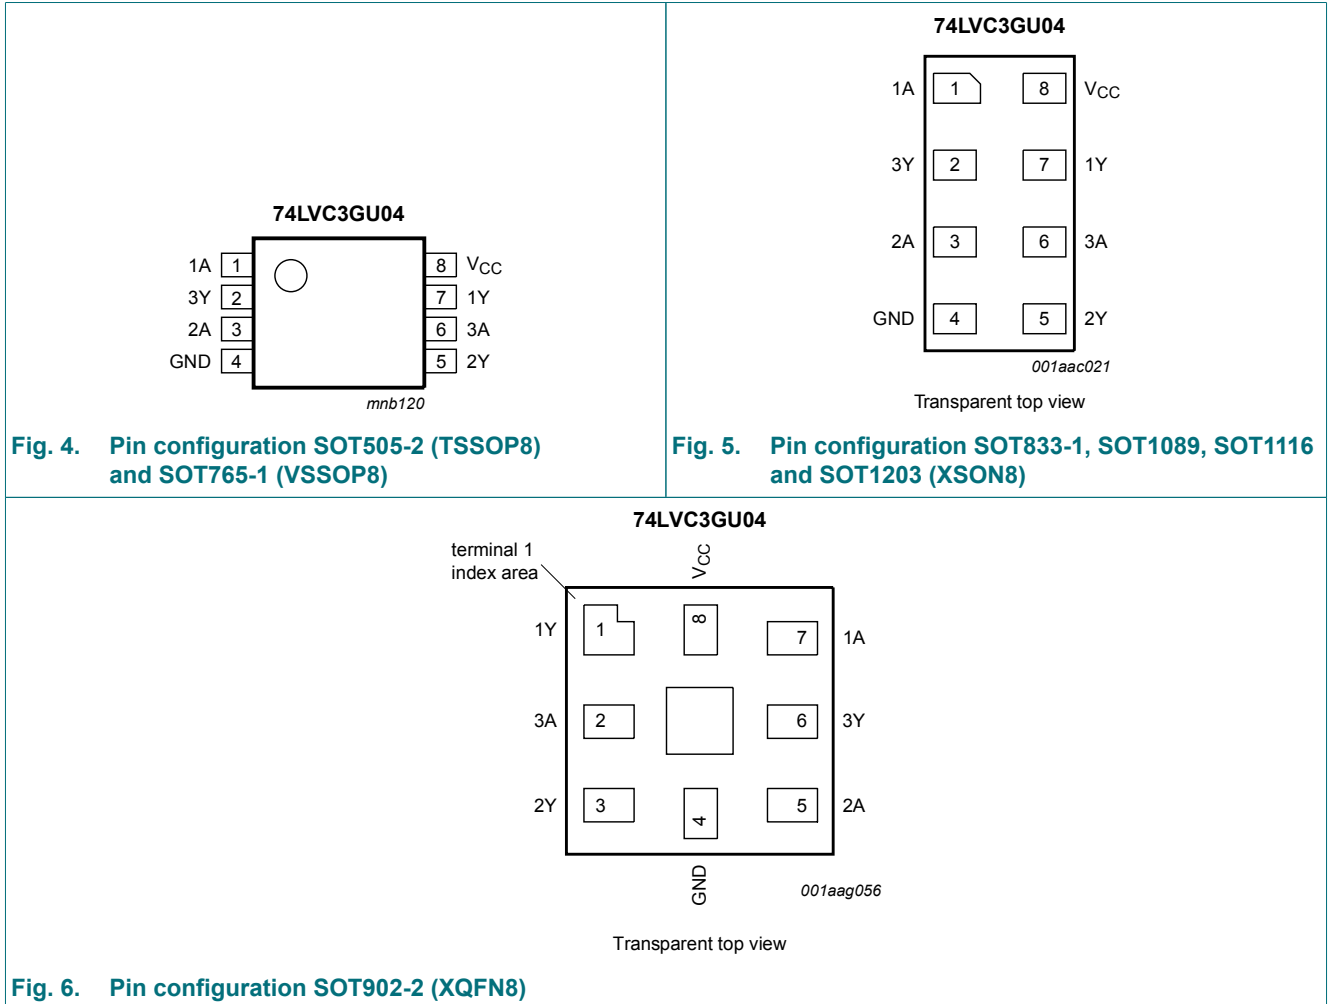 74LVC3GU04
1A 1 8 VCC
3Y 2 7 1Y
2A 3 6 3A
GND 4 5 2Y
mnb120
Fig. 4. Pin configuration SOT505-2 (TSSOP8)
and SOT765-1 (VSSOP8)
74LVC3GU04
1A 1 8 VCC
3Y 2 7 1Y
2A 3 6 3A
GND 4 5 2Y
001aac021
Transparent top view
Fig. 5. Pin configuration SOT833-1, SOT1089, SOT1116
and SOT1203 (XSON8)
74LVC3GU04
terminal 1
index area
VCC
1Y 1 8 7 1A
3A 2 6 3Y
2Y 3 4 5 2A
GND
001aag056
Transparent top view
Fig. 6. Pin configuration SOT902-2 (XQFN8)